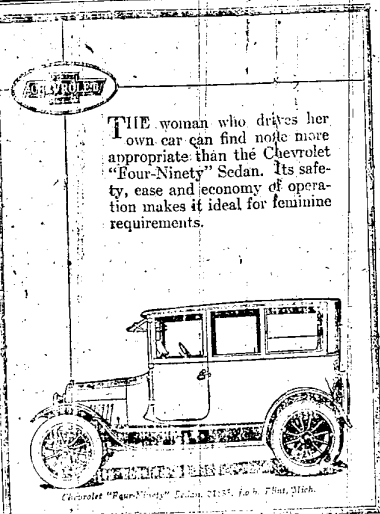 CHEVROLET
THE woman who drives her
own car can find none more
appropriate than the Chevrolet
"Four-Ninety" Sedan. Its safe-
ty, ease and economy of opera-
tion makes it ideal for feminine
requirements.
Chevrolet "Four-Ninety" Sedan, f.o.b. Flint, Mich.